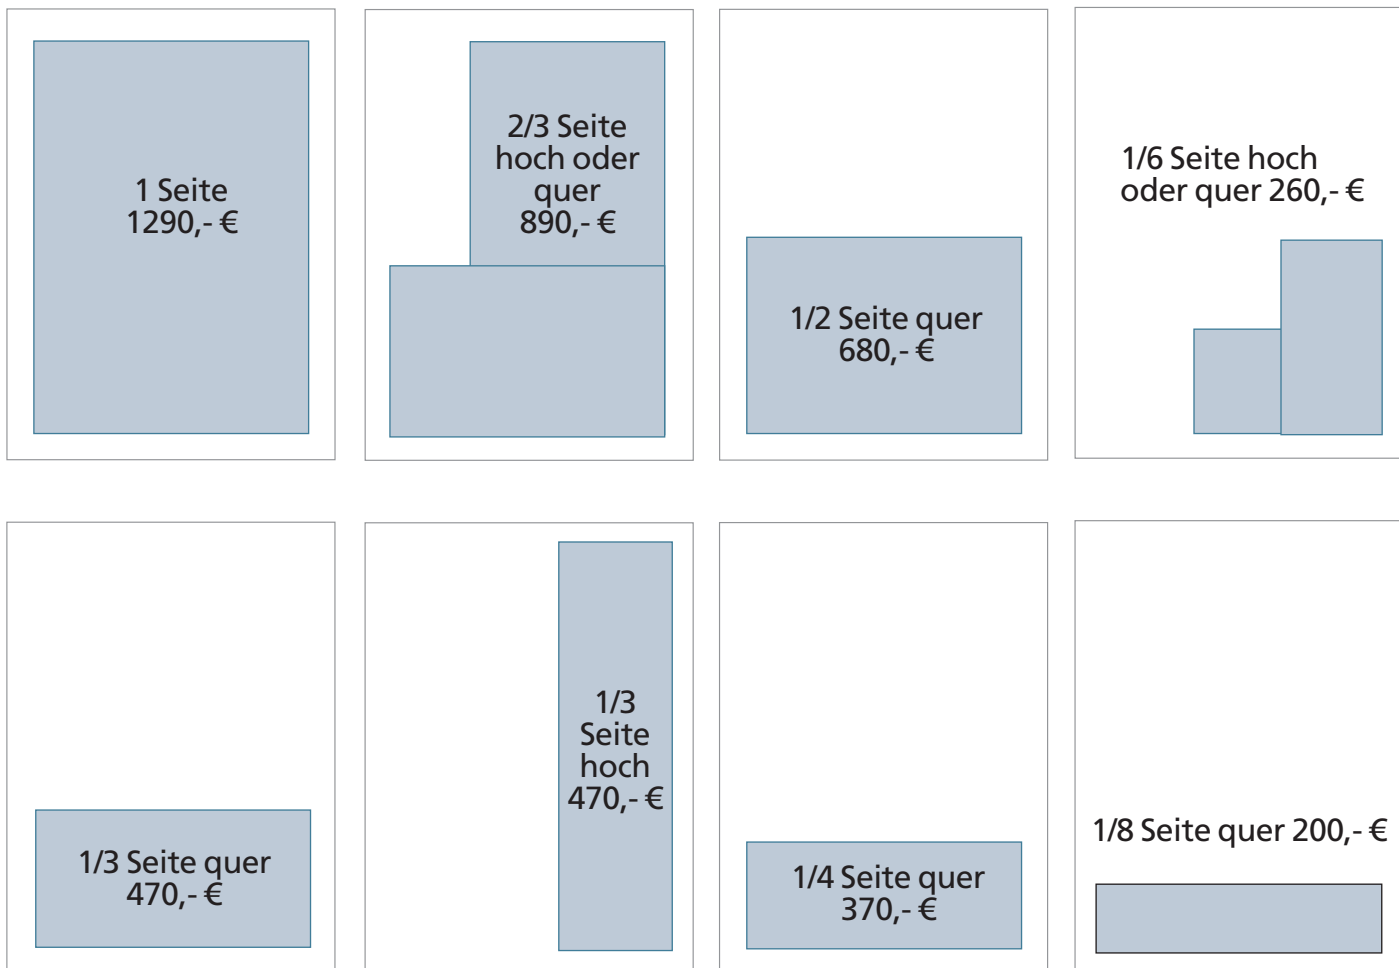 1 Seite
1290,- €
2/3 Seite
hoch oder
quer
890,- €
1/2 Seite quer
680,- €
1/6 Seite hoch
oder quer 260,- €
1/3 Seite quer
470,- €
1/3
Seite
hoch
470,- €
1/4 Seite quer
370,- €
1/8 Seite quer 200,- €